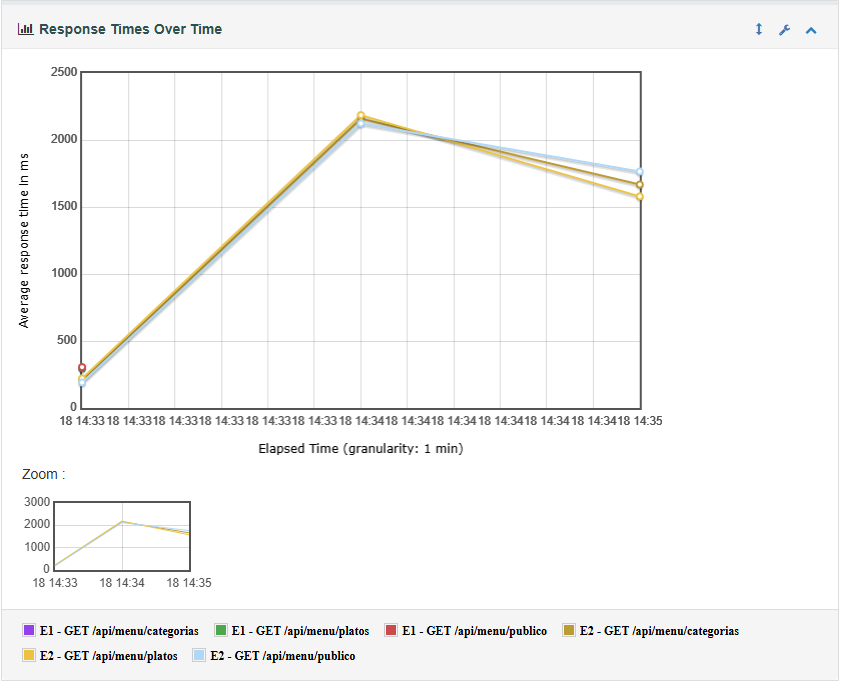 Response Times Over Time
2500
2000
1500
1000
500
0
Average response time in ms
18 14:33 18 14:33 18 14:33 18 14:33 18 14:33 18 14:33 18 14:34 18 14:34 18 14:34 18 14:34 18 14:34 18 14:34 18 14:35
Elapsed Time (granularity: 1 min)
Zoom :
3000
2000
1000
0
18 14:33 18 14:34 18 14:35
E1 - GET /api/menu/categorias E1 - GET /api/menu/platos E1 - GET /api/menu/publico E2 - GET /api/menu/categorias
E2 - GET /api/menu/platos E2 - GET /api/menu/publico